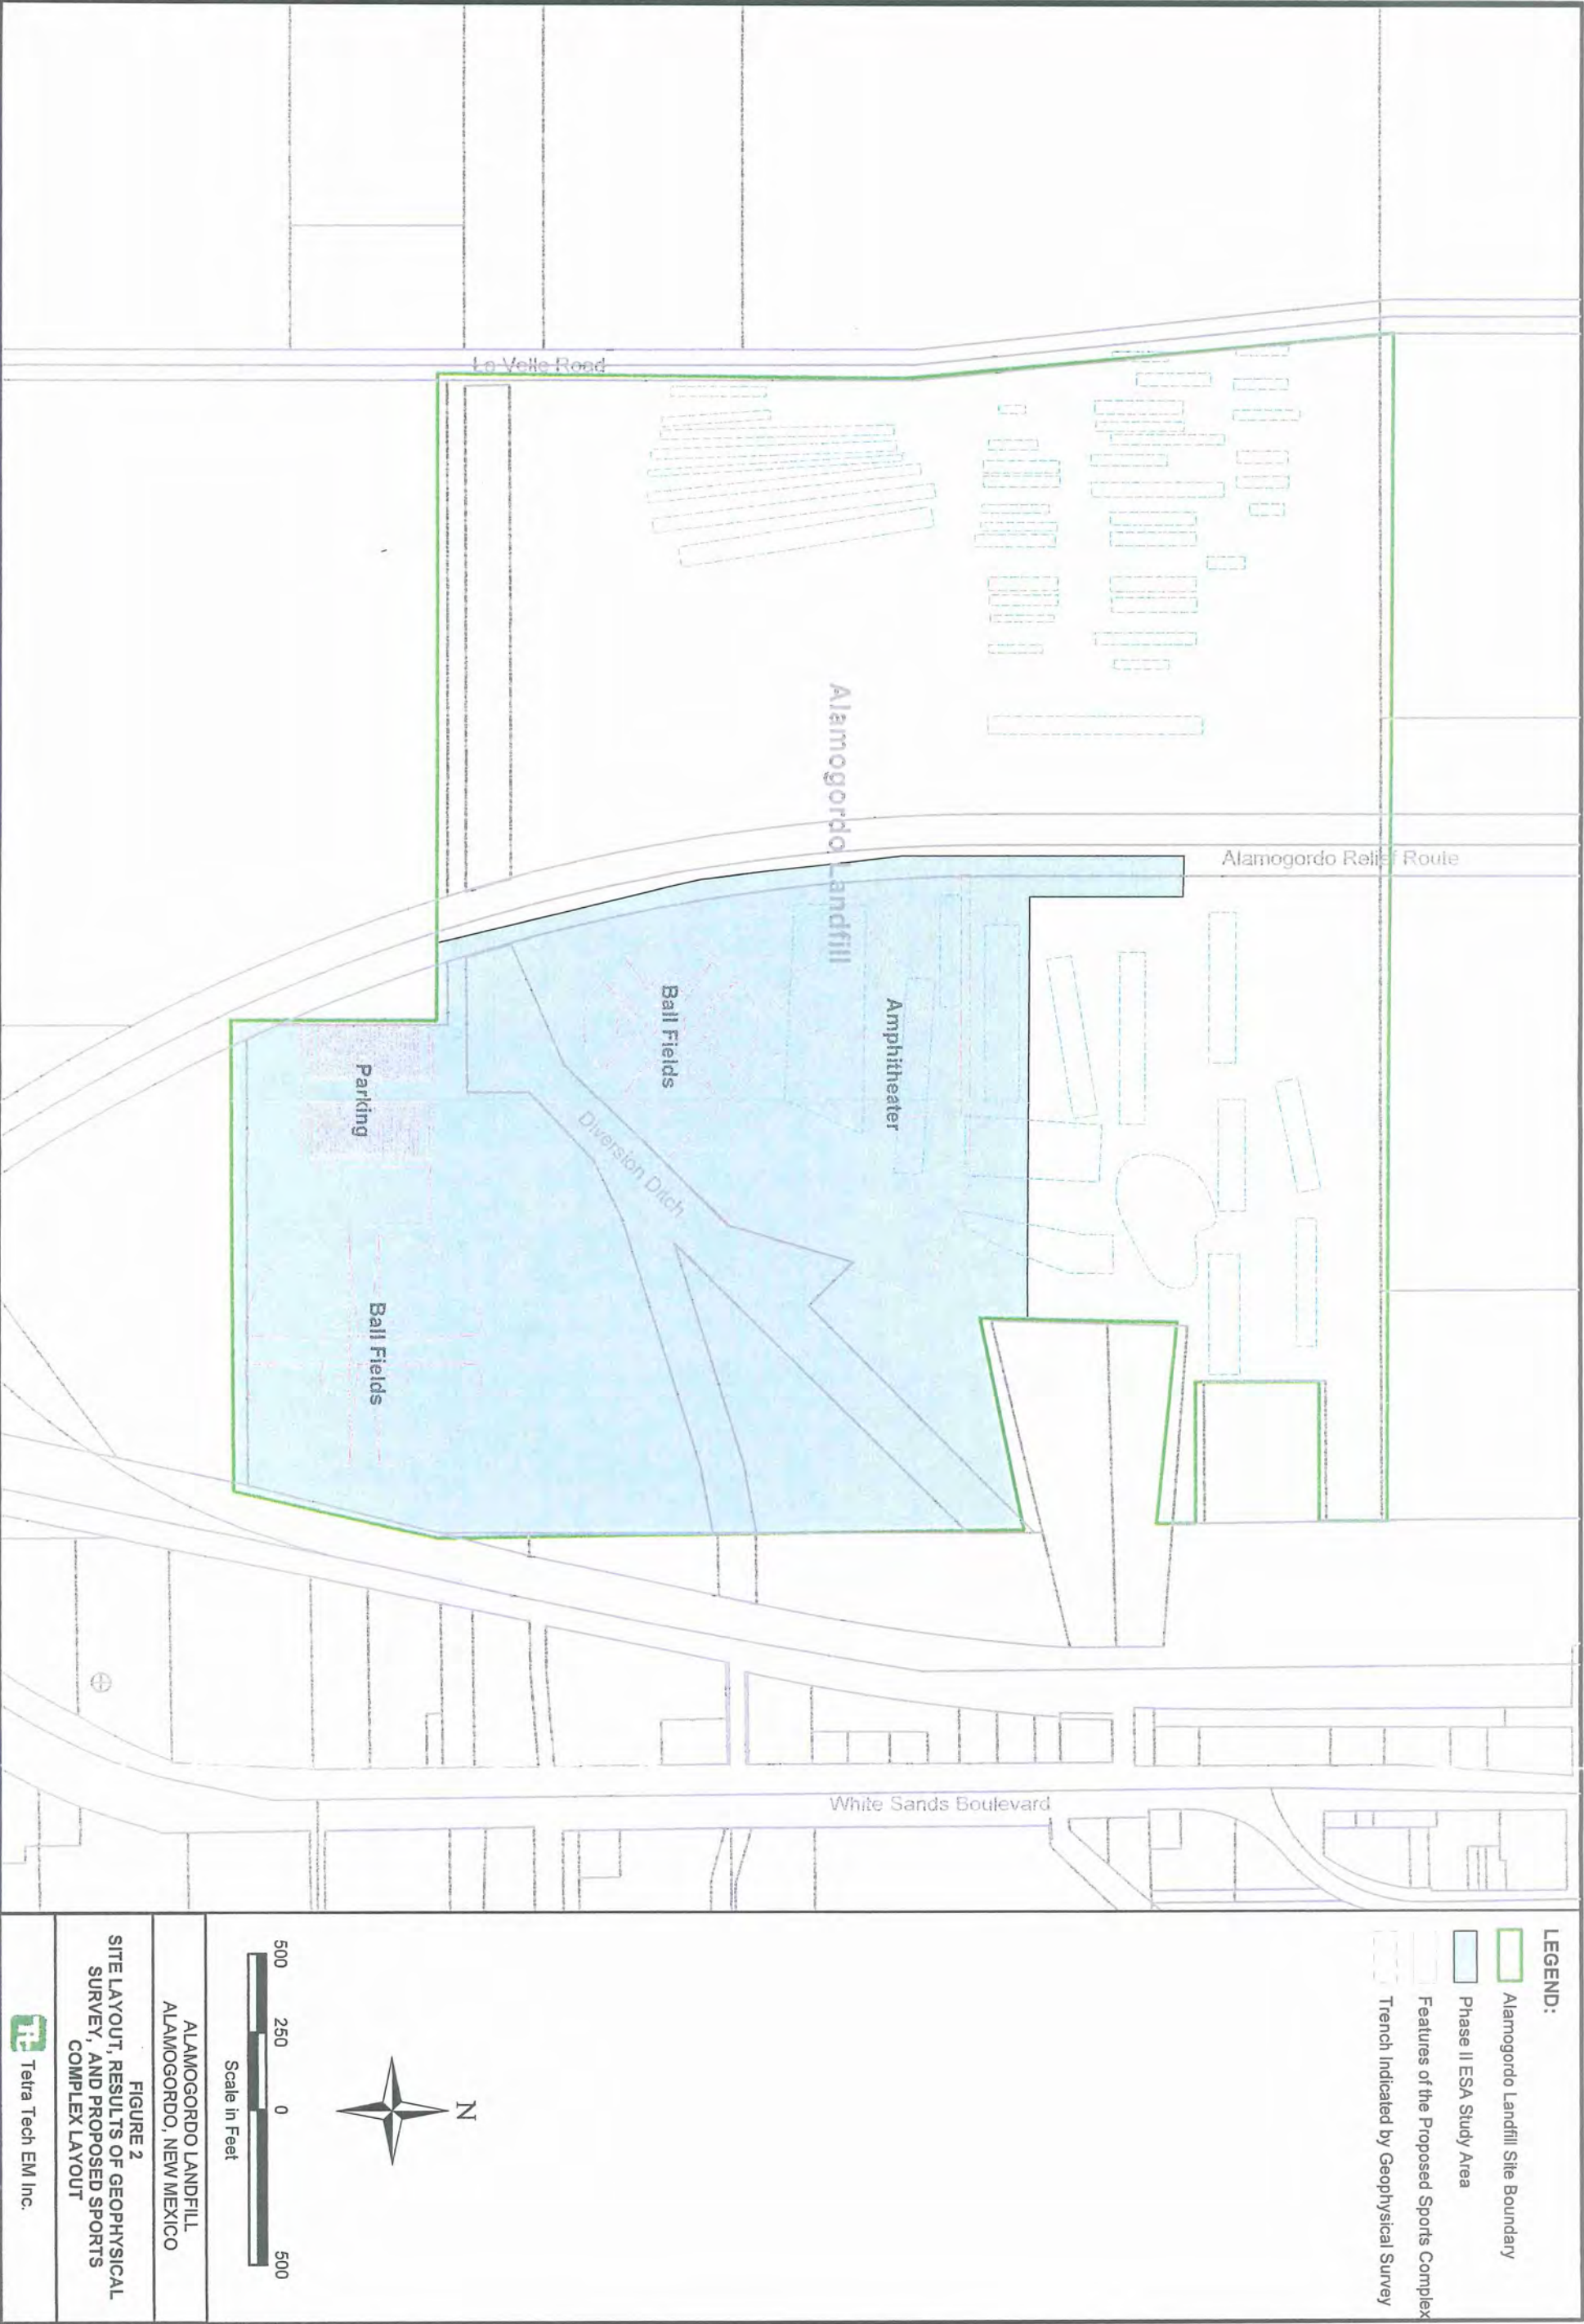 La Velle Road
Alamogordo Landfill
Alamogordo Relief Route
Ball Fields
Amphitheater
Parking
Diversion Ditch
Ball Fields
White Sands Boulevard
LEGEND:
Alamogordo Landfill Site Boundary
Phase II ESA Study Area
Features of the Proposed Sports Complex
Trench Indicated by Geophysical Survey
N
500 250 0 500
Scale in Feet
ALAMOGORDO LANDFILL
ALAMOGORDO, NEW MEXICO
FIGURE 2
SITE LAYOUT, RESULTS OF GEOPHYSICAL
SURVEY, AND PROPOSED SPORTS
COMPLEX LAYOUT
Tt Tetra Tech EM Inc.